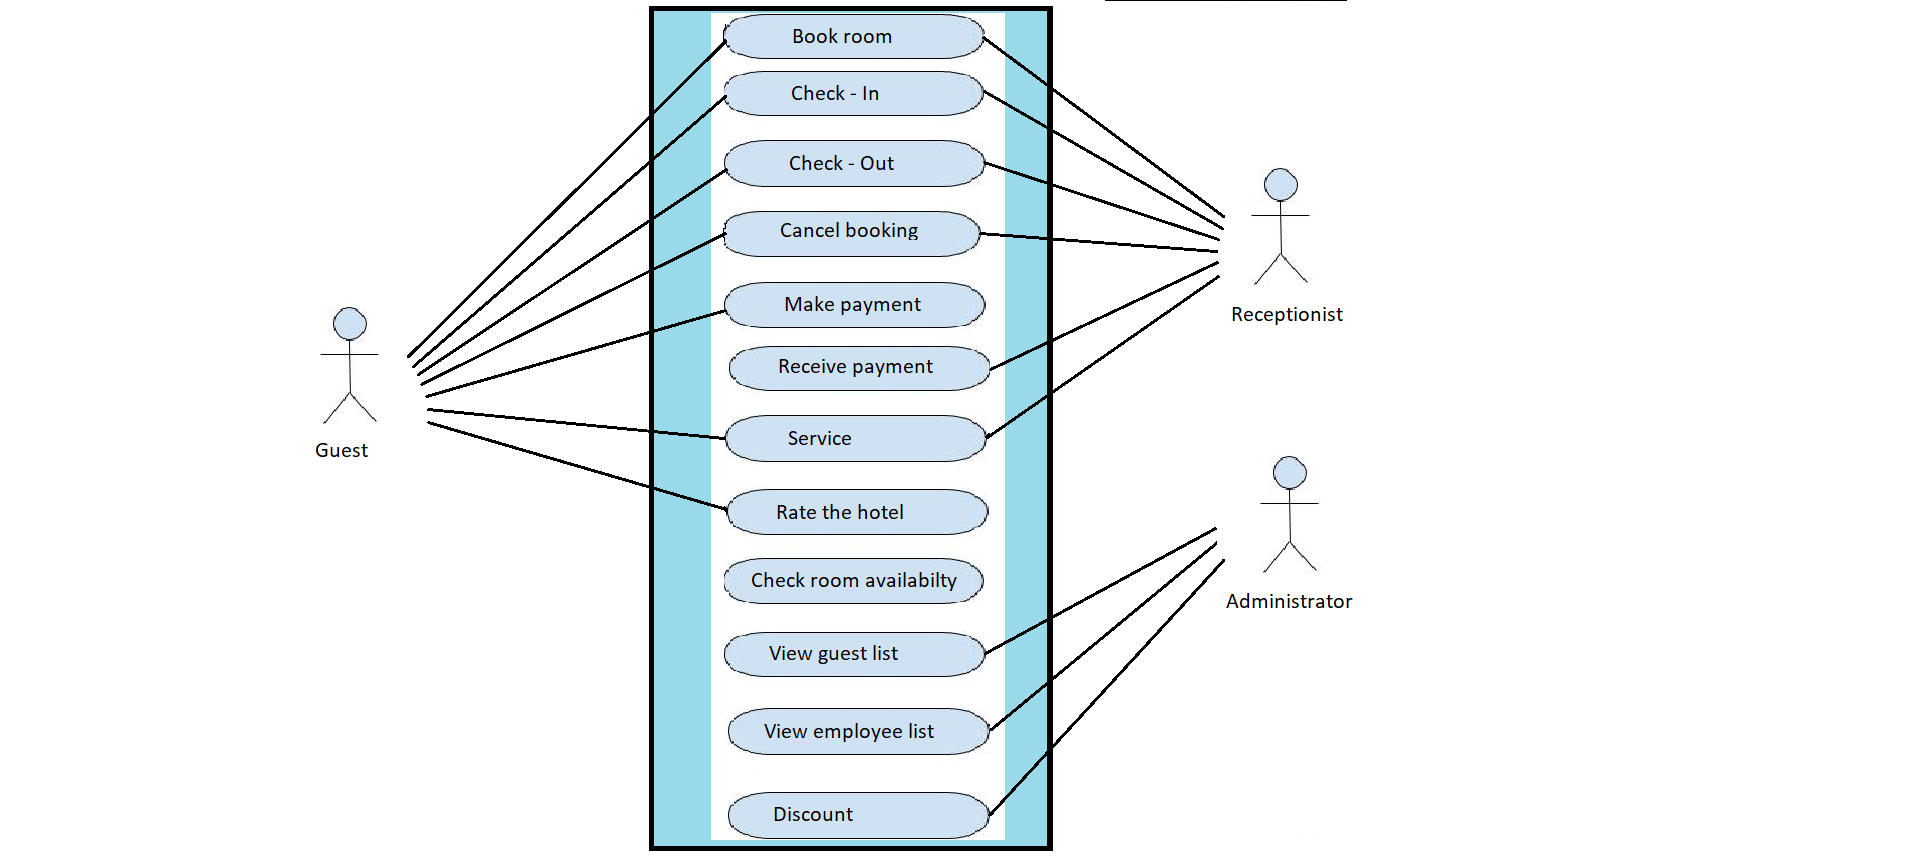 Book room
Check - In
Check - Out
Cancel booking
Make payment
Receive payment
Service
Rate the hotel
Check room availabilty
View guest list
View employee list
Discount
Guest
Receptionist
Administrator